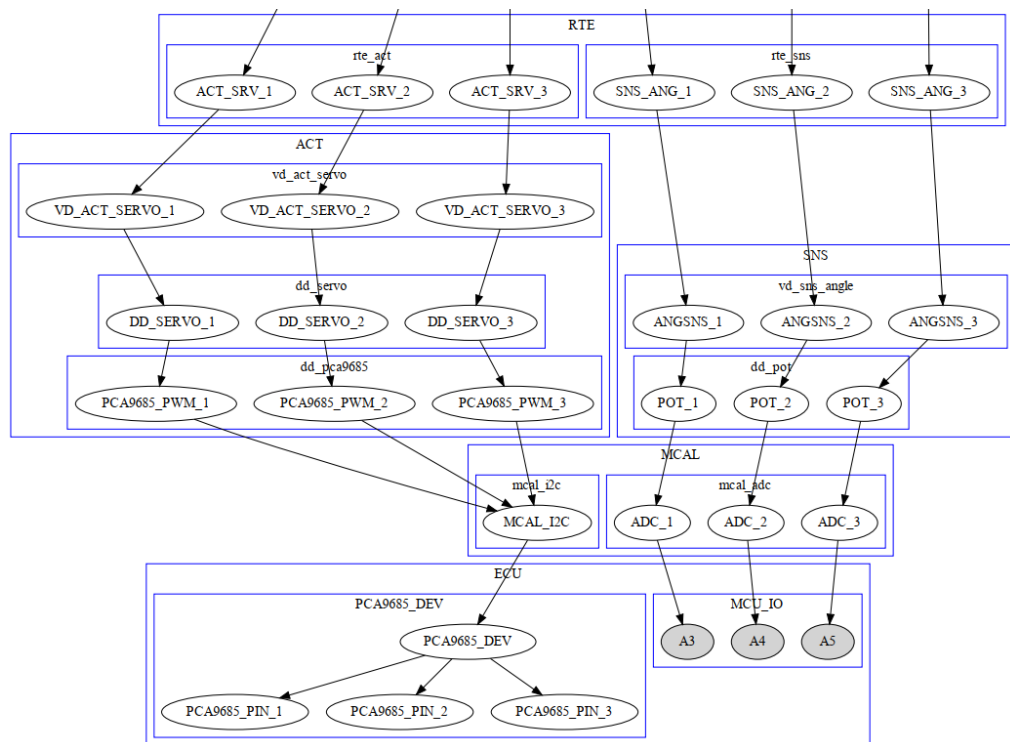 RTE
rte_act
rte_sns
ACT_SRV_1
ACT_SRV_2
ACT_SRV_3
SNS_ANG_1
SNS_ANG_2
SNS_ANG_3
ACT
vd_act_servo
VD_ACT_SERVO_1
VD_ACT_SERVO_2
VD_ACT_SERVO_3
SNS
dd_servo
vd_sns_angle
DD_SERVO_1
DD_SERVO_2
DD_SERVO_3
ANGSNS_1
ANGSNS_2
ANGSNS_3
dd_pca9685
dd_pot
PCA9685_PWM_1
PCA9685_PWM_2
PCA9685_PWM_3
POT_1
POT_2
POT_3
MCAL
mcal_i2c
mcal_adc
MCAL_I2C
ADC_1
ADC_2
ADC_3
ECU
PCA9685_DEV
MCU_IO
PCA9685_DEV
A3
A4
A5
PCA9685_PIN_1
PCA9685_PIN_2
PCA9685_PIN_3